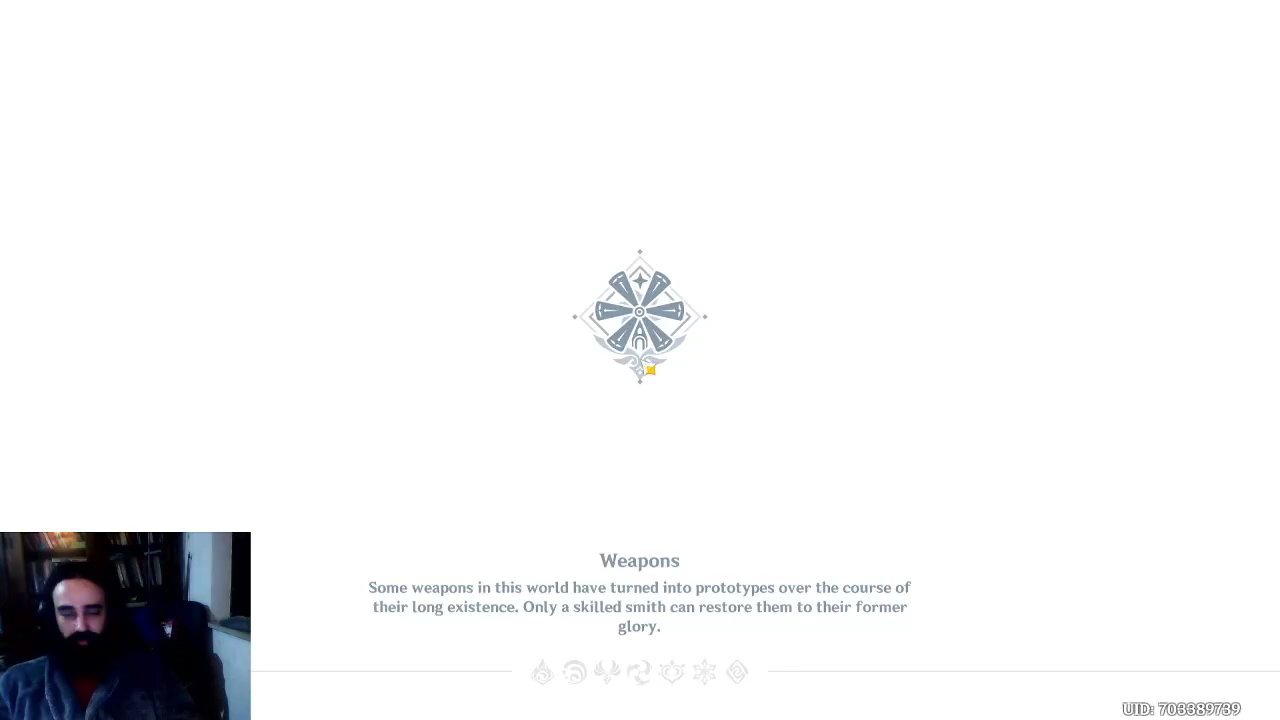 Weapons
Some weapons in this world have turned into prototypes over the course of
their long existence. Only a skilled smith can restore them to their former
glory.
UID: 703389739